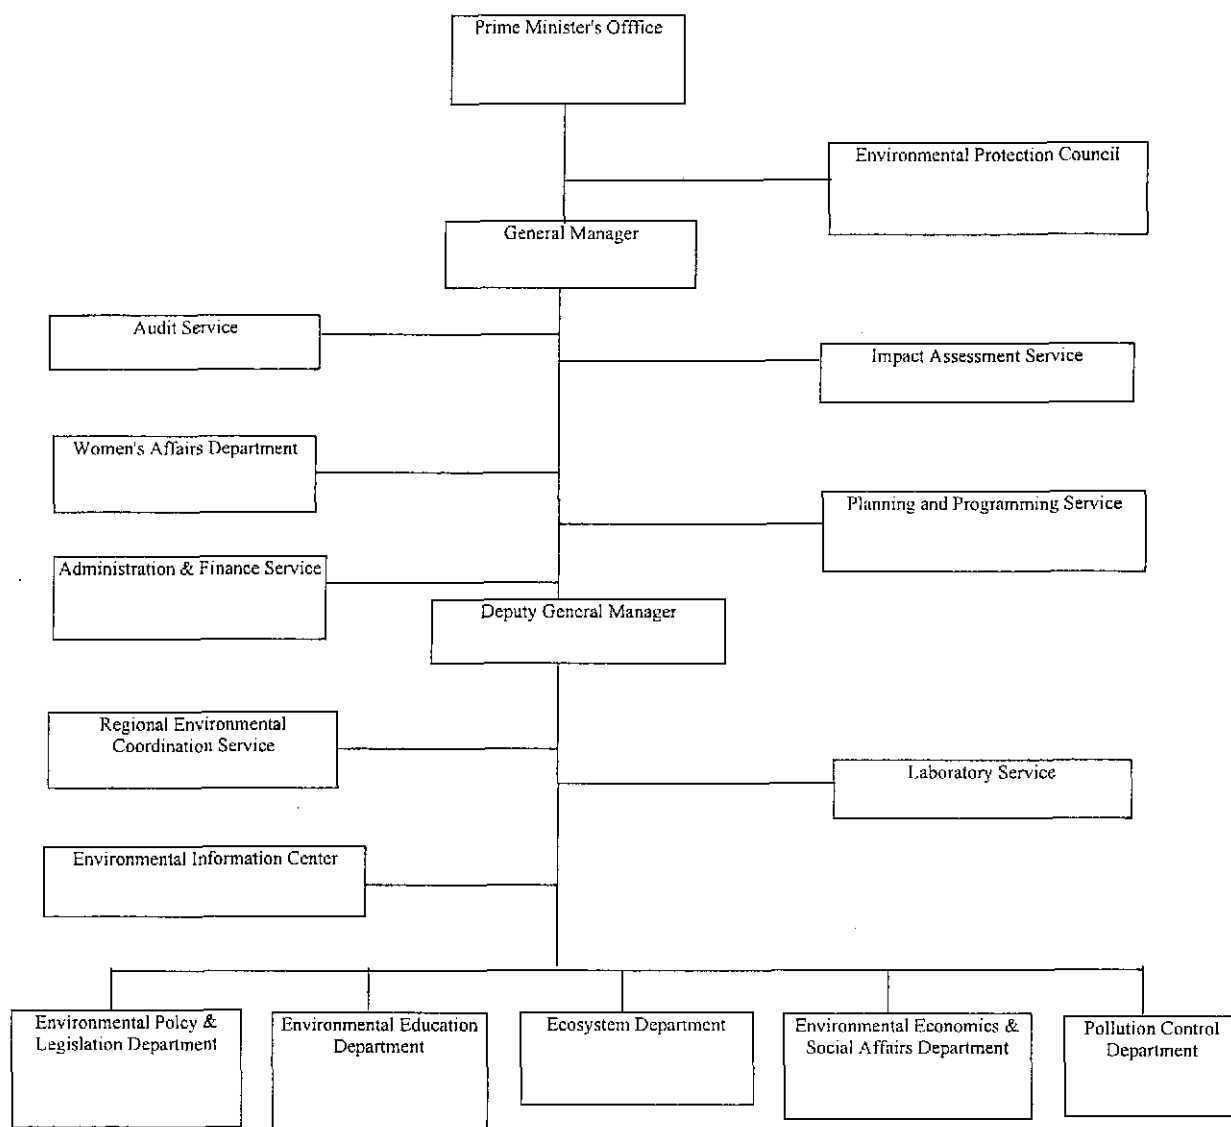 Prime Minister's Offfice
Environmental Protection Council
General Manager
Audit Service
Impact Assessment Service
Women's Affairs Department
Planning and Programming Service
Administration & Finance Service
Deputy General Manager
Regional Environmental
Coordination Service
Laboratory Service
Environmental Information Center
Environmental Polcy &
Legislation Department
Environmental Education
Department
Ecosystem Department
Environmental Economics &
Social Affairs Department
Pollution Control
Department